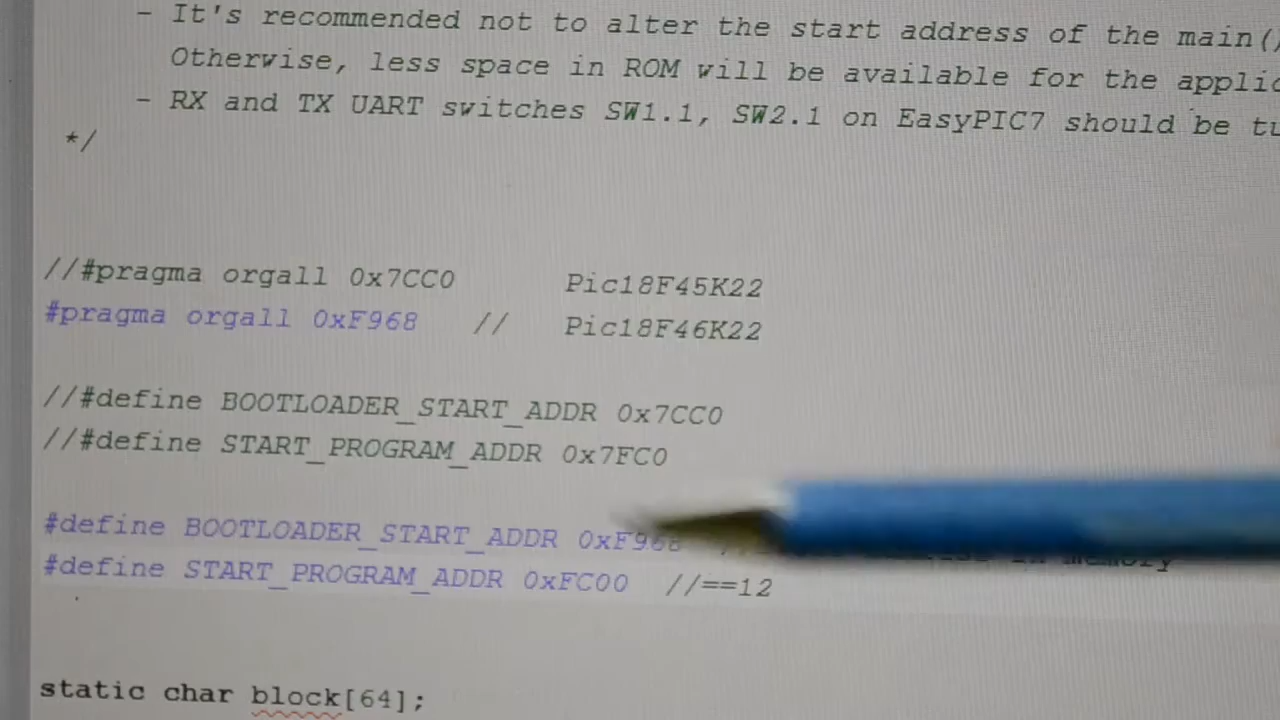 - It's recommended not to alter the start address of the main()
Otherwise, less space in ROM will be available for the applic
- RX and TX UART switches SW1.1, SW2.1 on EasyPIC7 should be tu
*/
//#pragma orgall 0x7CC0 Pic18F45K22
#pragma orgall 0xF968 // Pic18F46K22
//#define BOOTLOADER_START_ADDR 0x7CC0
//#define START_PROGRAM_ADDR 0x7FC0
#define BOOTLOADER_START_ADDR 0xF968 // in memory
#define START_PROGRAM_ADDR 0xFC00 //==12
static char block[64];